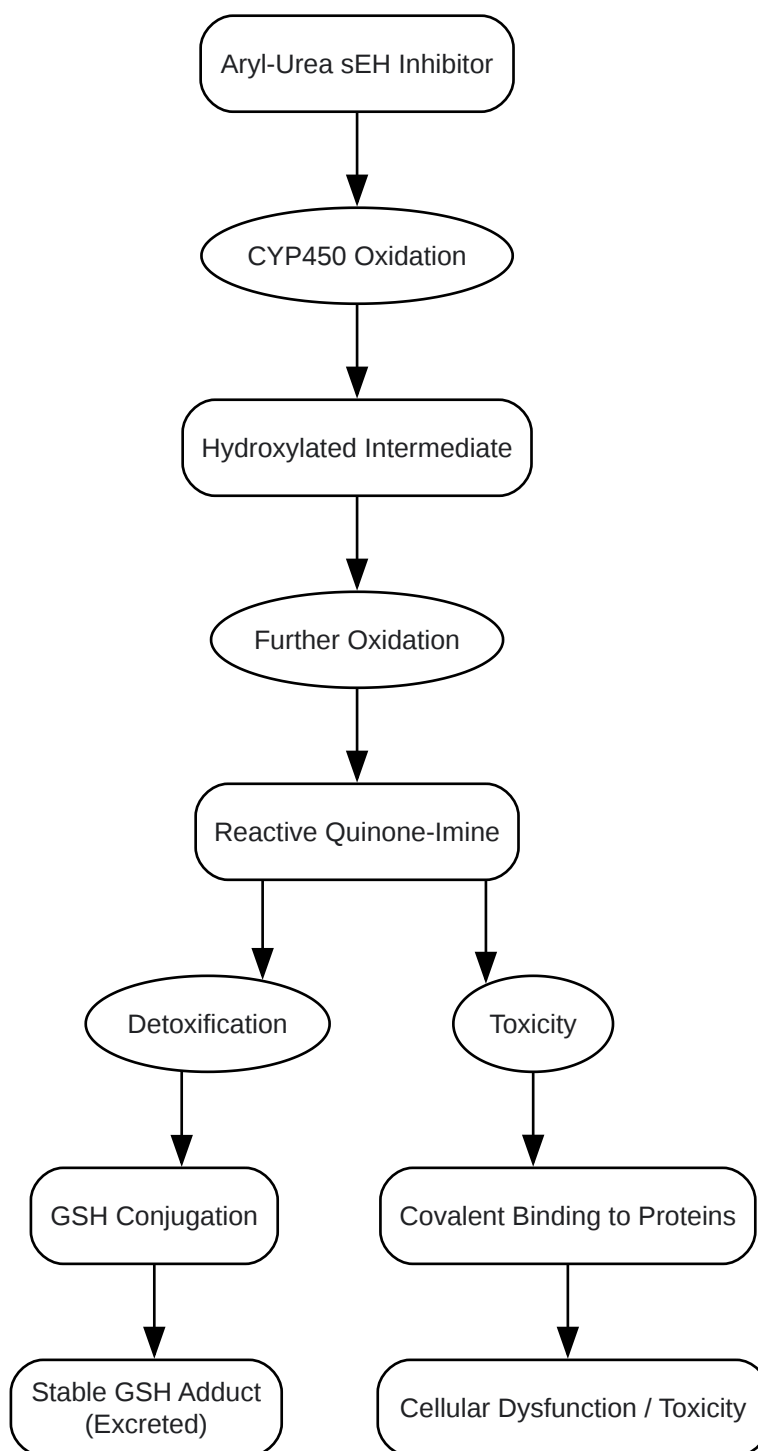 Aryl-Urea sEH Inhibitor
CYP450 Oxidation
Hydroxylated Intermediate
Further Oxidation
Reactive Quinone-Imine
Detoxification
Toxicity
GSH Conjugation
Covalent Binding to Proteins
Stable GSH Adduct
(Excreted)
Cellular Dysfunction / Toxicity